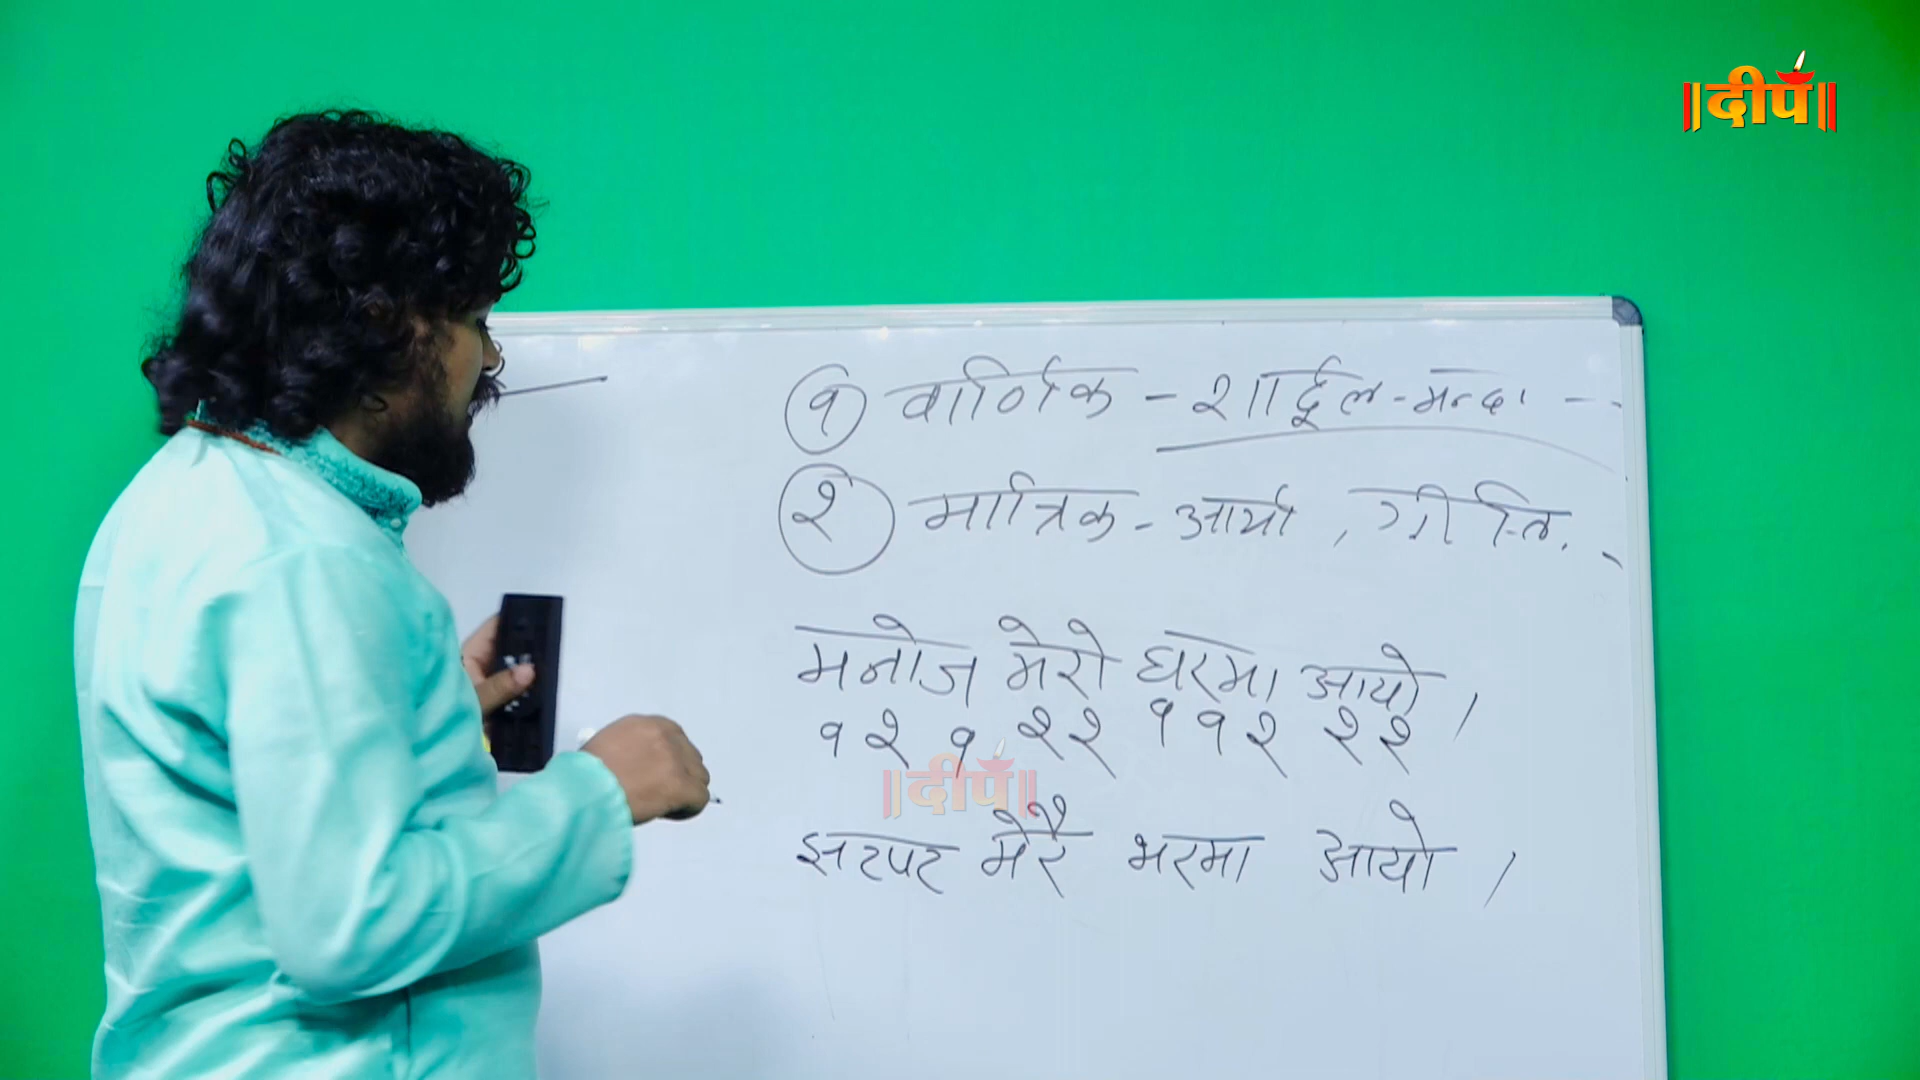 ॥दीप॥
१ वार्णिक - शार्दूल - मन्दा - -
२ मात्रिक - आर्या , गीति . -
मनोज मेरो घरमा आयो ।
१ २ १ २ २ १ १ २ २ २
॥दीप॥
झटपट मेरै भरमा आयो ।